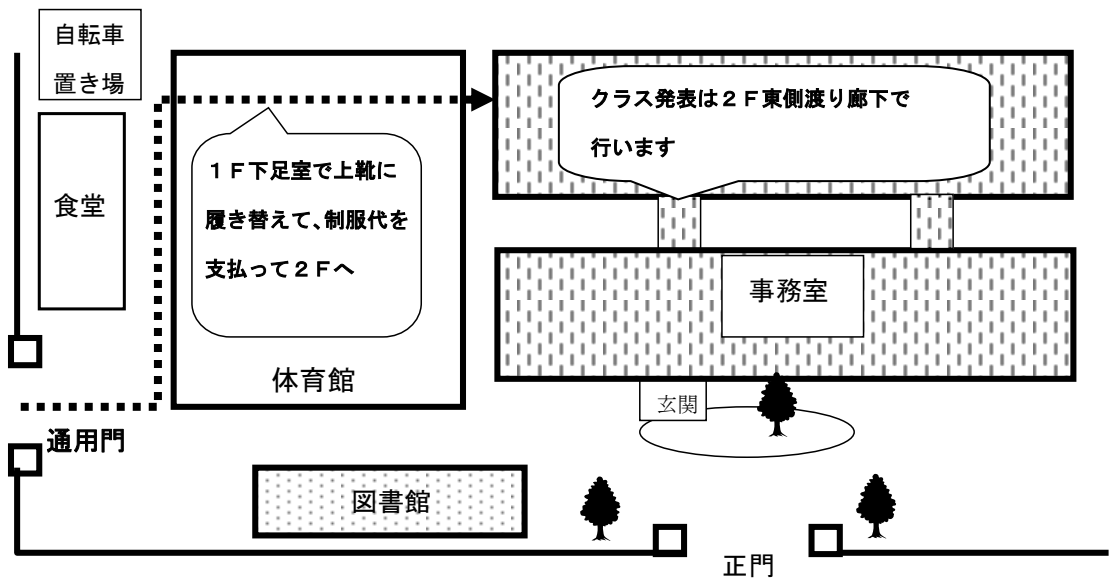 自転車
置き場
クラス発表は２Ｆ東側渡り廊下で
行います
１Ｆ下足室で上靴に
履き替えて、制服代を
支払って２Ｆへ
食堂
事務室
体育館
玄関
通用門
図書館
正門